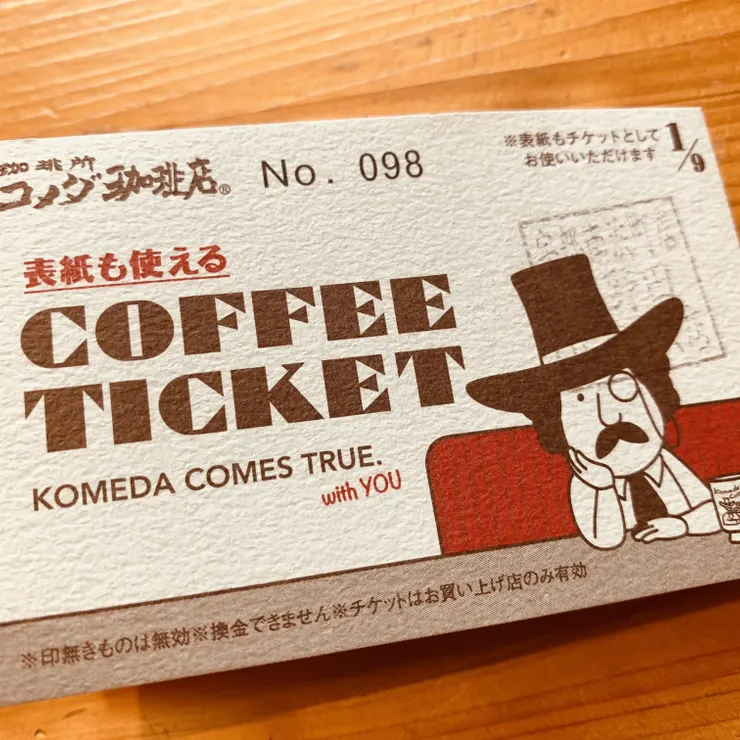 珈琲所
コメダ珈琲店®
No. 098
※表紙もチケットとして
お使いいただけます
1/9
表紙も使える
COFFEE
TICKET
KOMEDA COMES TRUE.
with YOU
※印無きものは無効※換金できません※チケットはお買い上げ店のみ有効